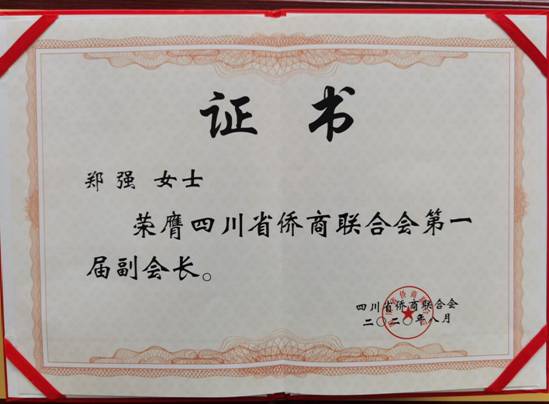 证 书
郑强 女士
荣膺四川省侨商联合会第一
届副会长。
四川省侨商联合会
二〇二〇年八月